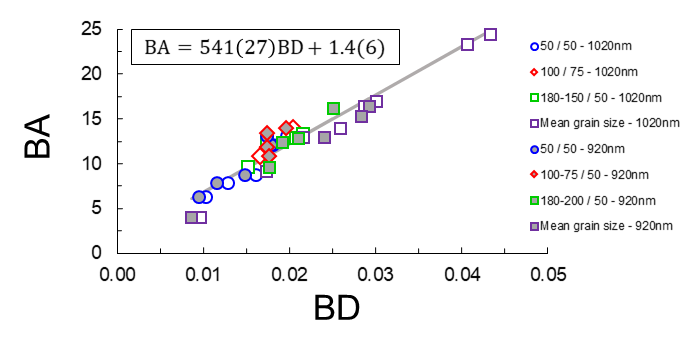 BA = 541(27)BD + 1.4(6)
25
20
15
10
5
0
BA
0.00 0.01 0.02 0.03 0.04 0.05
BD
50 / 50 - 1020nm
100 / 75 - 1020nm
180-150 / 50 - 1020nm
Mean grain size - 1020nm
50 / 50 - 920nm
100-75 / 50 - 920nm
180-200 / 50 - 920nm
Mean grain size - 920nm